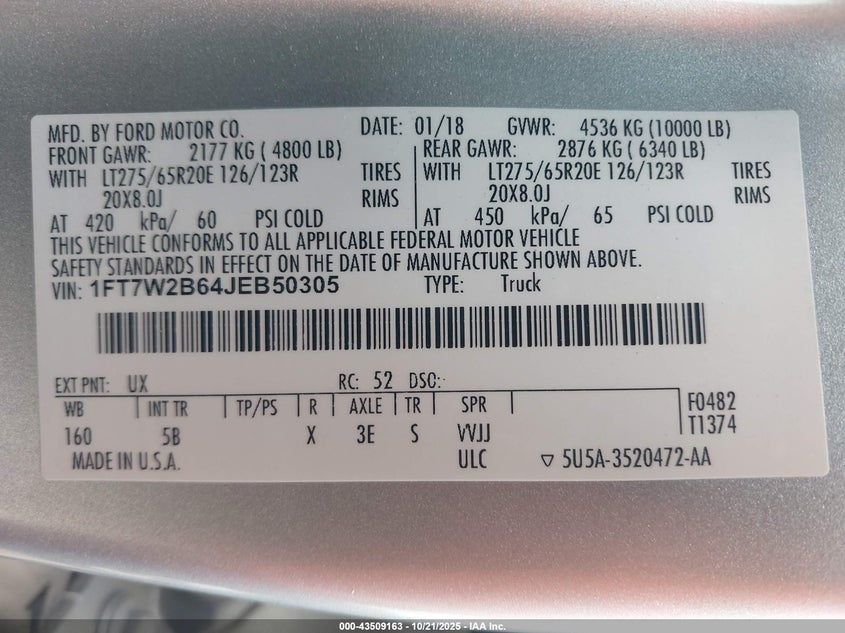 MFD. BY FORD MOTOR CO. DATE: 01/18 GVWR: 4536 KG (10000 LB)
FRONT GAWR: 2177 KG ( 4800 LB) REAR GAWR: 2876 KG ( 6340 LB)
WITH LT275/65R20E 126/123R TIRES WITH LT275/65R20E 126/123R TIRES
20X8.0J RIMS 20X8.0J RIMS
AT 420 kPa/ 60 PSI COLD AT 450 kPa/ 65 PSI COLD
THIS VEHICLE CONFORMS TO ALL APPLICABLE FEDERAL MOTOR VEHICLE
SAFETY STANDARDS IN EFFECT ON THE DATE OF MANUFACTURE SHOWN ABOVE.
VIN: 1FT7W2B64JEB50305 TYPE: Truck
EXT PNT: UX RC: 52 DSO:
WB INT TR TP/PS R AXLE TR SPR F0482
160 5B X 3E S VVJJ T1374
MADE IN U.S.A. ULC ▽ 5U5A-3520472-AA
000-43509163 - 10/21/2025 - IAA Inc.